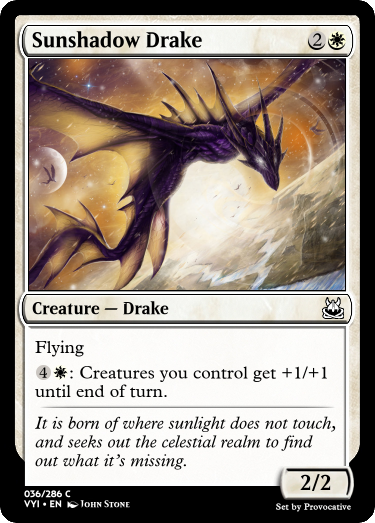 Sunshadow Drake 2
Creature — Drake
Flying
4 : Creatures you control get +1/+1
until end of turn.
It is born of where sunlight does not touch,
and seeks out the celestial realm to find
out what it's missing.
2/2
036/286 C
VYI • EN John Stone
Set by Provocative